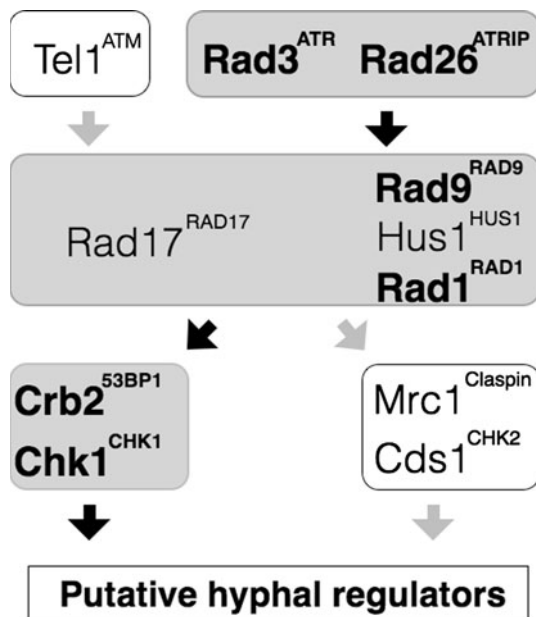 Tel1ATM Rad3ATR Rad26ATRIP
Rad9RAD9
Rad17RAD17 Hus1HUS1
Rad1RAD1
Crb253BP1 Mrc1Claspin
Chk1CHK1 Cds1CHK2
Putative hyphal regulators